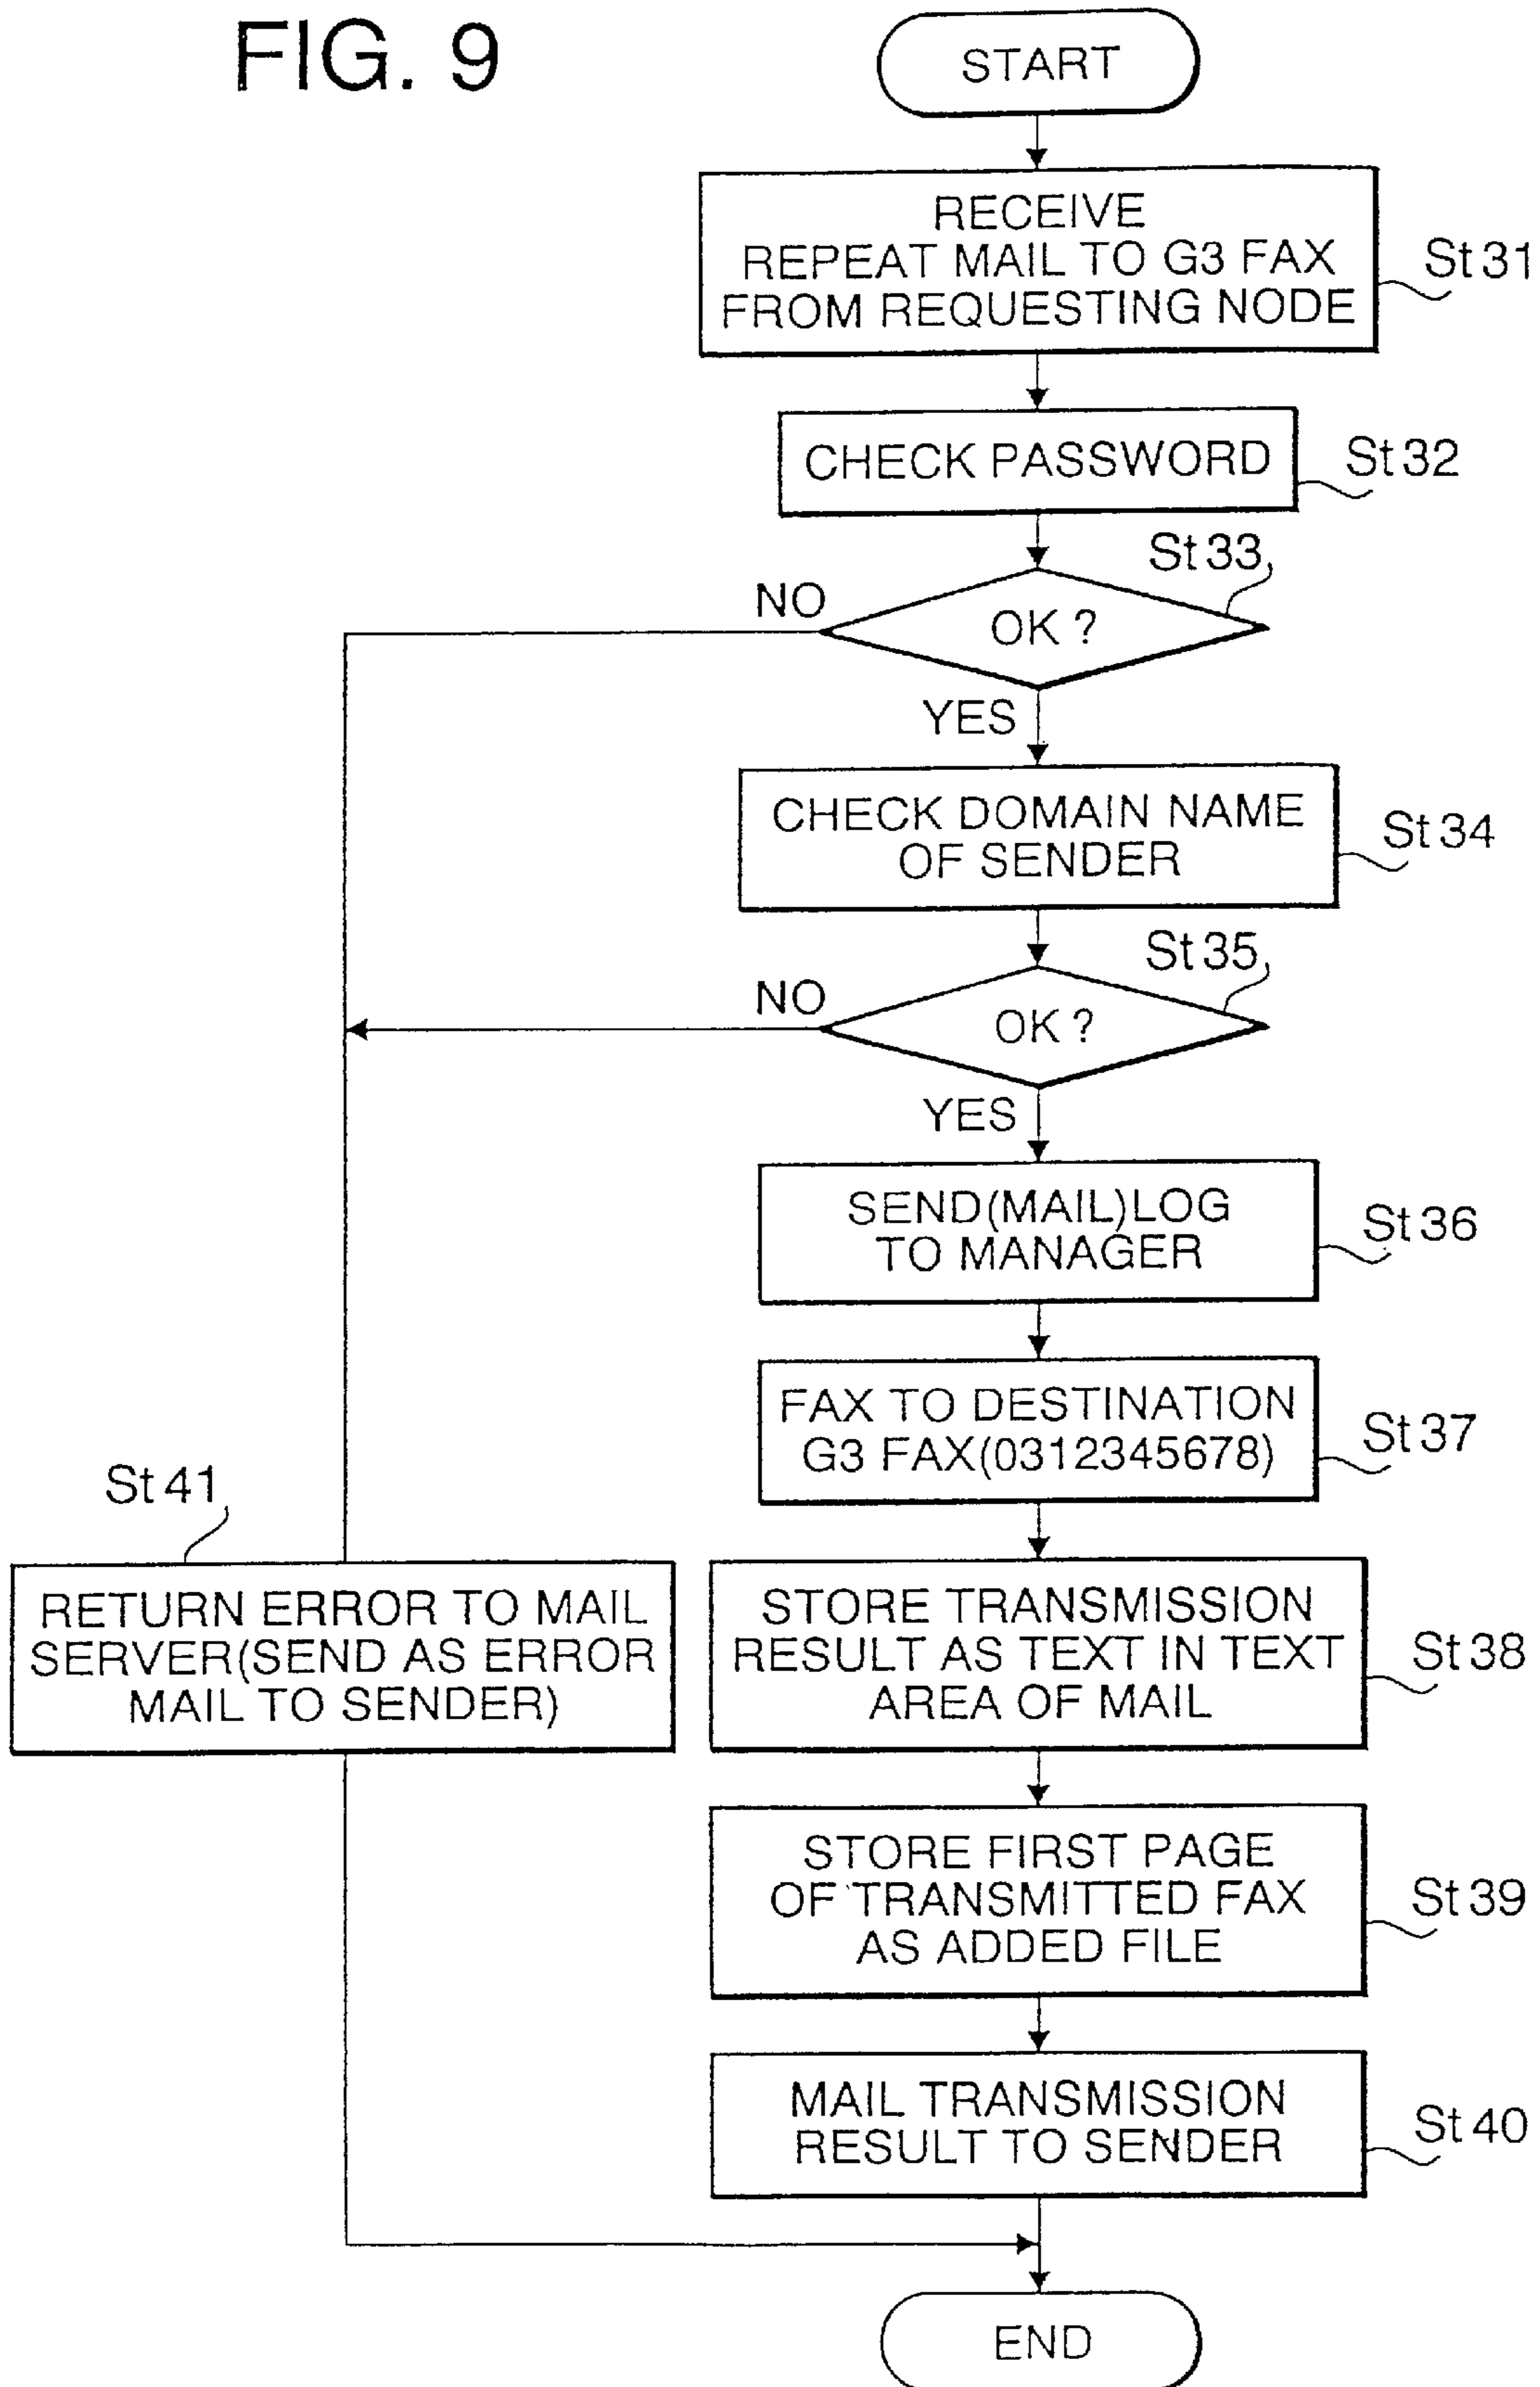 FIG. 9
START
RECEIVE
REPEAT MAIL TO G3 FAX
FROM REQUESTING NODE
St31
CHECK PASSWORD
St32
St33
NO
OK ?
YES
CHECK DOMAIN NAME
OF SENDER
St34
St35
NO
OK ?
YES
SEND(MAIL)LOG
TO MANAGER
St36
FAX TO DESTINATION
G3 FAX(0312345678)
St37
St41
RETURN ERROR TO MAIL
SERVER(SEND AS ERROR
MAIL TO SENDER)
STORE TRANSMISSION
RESULT AS TEXT IN TEXT
AREA OF MAIL
St38
STORE FIRST PAGE
OF TRANSMITTED FAX
AS ADDED FILE
St39
MAIL TRANSMISSION
RESULT TO SENDER
St40
END